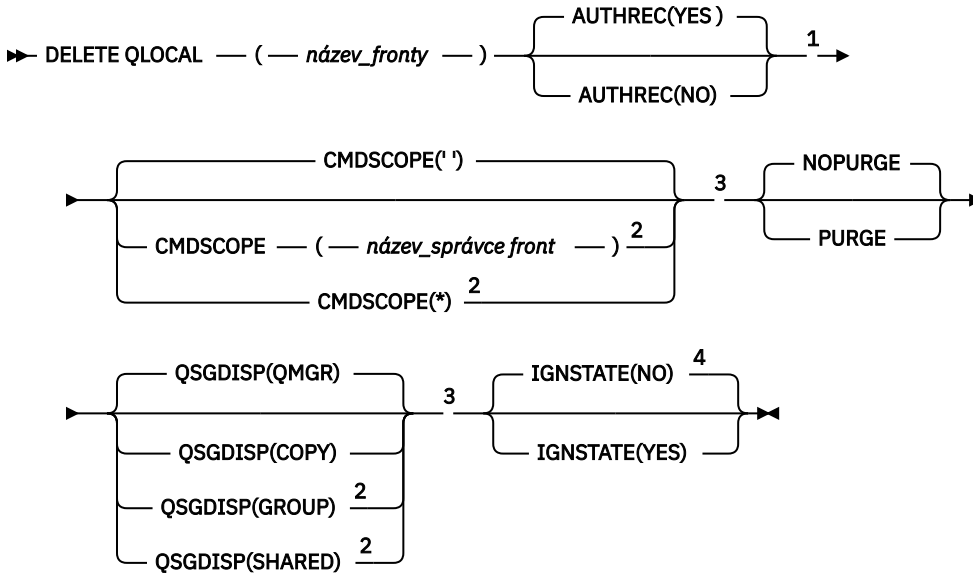 AUTHREC(YES )
DELETE QLOCAL ( název_fronty ) 1
AUTHREC(NO)
CMDSCOPE(' ') NOPURGE
3
CMDSCOPE ( název_správce front ) 2 PURGE
CMDSCOPE(*) 2
QSGDISP(QMGR) IGNSTATE(NO) 4
3
QSGDISP(COPY) IGNSTATE(YES)
QSGDISP(GROUP) 2
QSGDISP(SHARED) 2